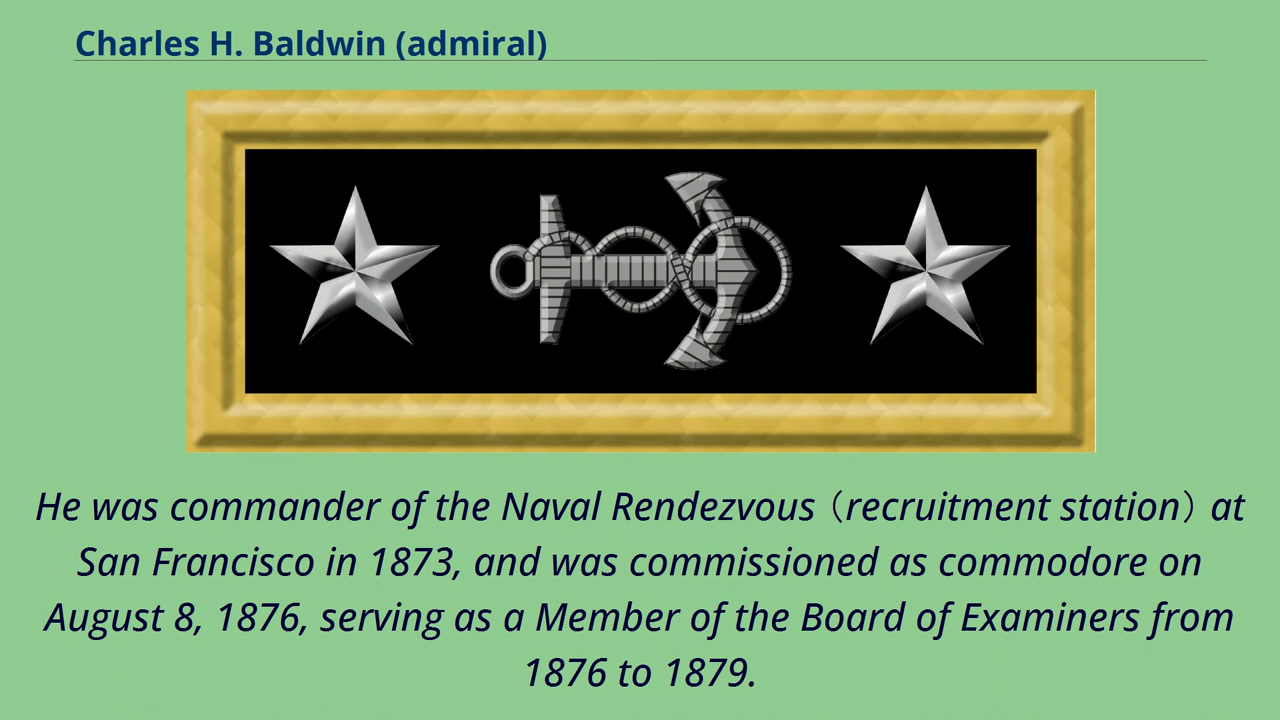 Charles H. Baldwin (admiral)
He was commander of the Naval Rendezvous（recruitment station）at
San Francisco in 1873, and was commissioned as commodore on
August 8, 1876, serving as a Member of the Board of Examiners from
1876 to 1879.